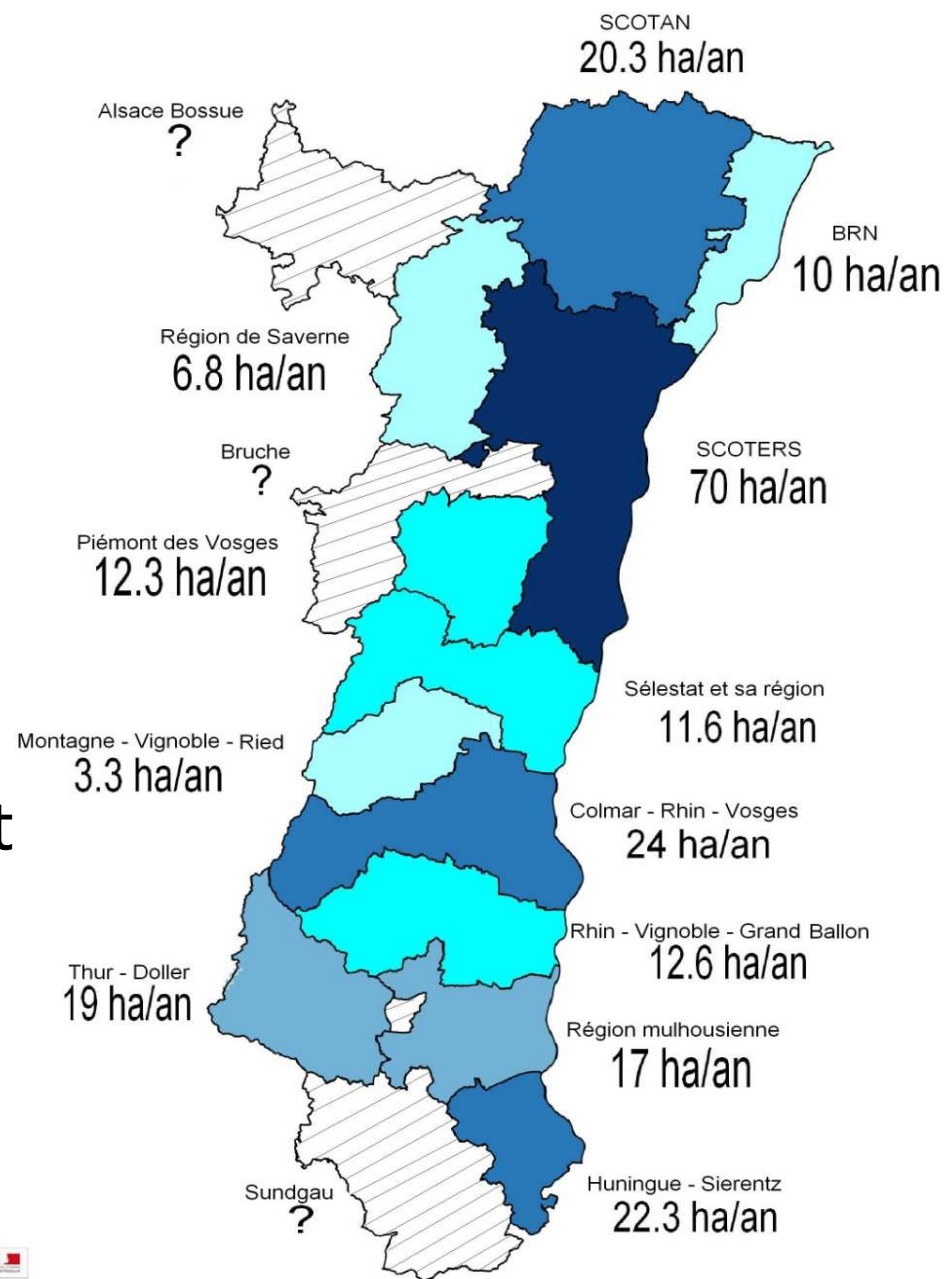 SCOTAN
20.3 ha/an
Alsace Bossue
?
BRN
10 ha/an
Région de Saverne
6.8 ha/an
Bruche
?
SCOTERS
70 ha/an
Piémont des Vosges
12.3 ha/an
Sélestat et sa région
11.6 ha/an
Montagne - Vignoble - Ried
3.3 ha/an
t
Colmar - Rhin - Vosges
24 ha/an
Rhin - Vignoble - Grand Ballon
12.6 ha/an
Thur - Doller
19 ha/an
Région mulhousienne
17 ha/an
Sundgau
?
Huningue - Sierentz
22.3 ha/an